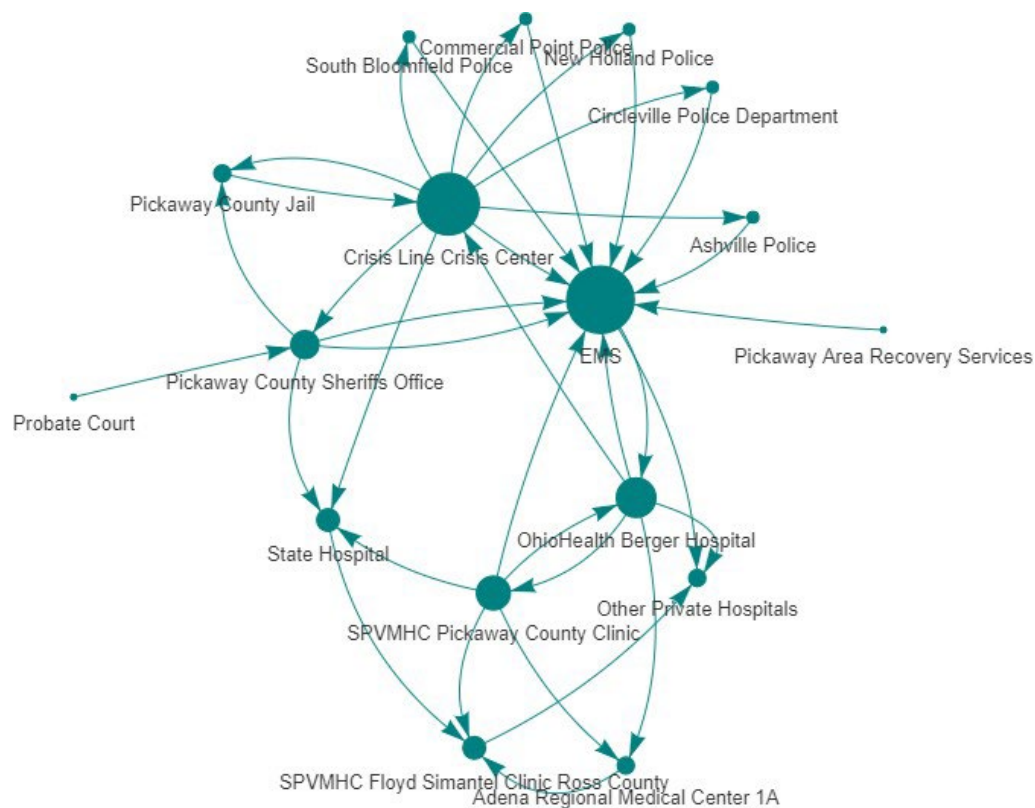 Commercial Point Police
New Holland Police
South Bloomfield Police
Circleville Police Department
Pickaway County Jail
Ashville Police
Crisis Line Crisis Center
EMS
Pickaway Area Recovery Services
Pickaway County Sheriffs Office
Probate Court
OhioHealth Berger Hospital
State Hospital
Other Private Hospitals
SPVMHC Pickaway County Clinic
SPVMHC Floyd Simantel Clinic Ross County
Adena Regional Medical Center 1A